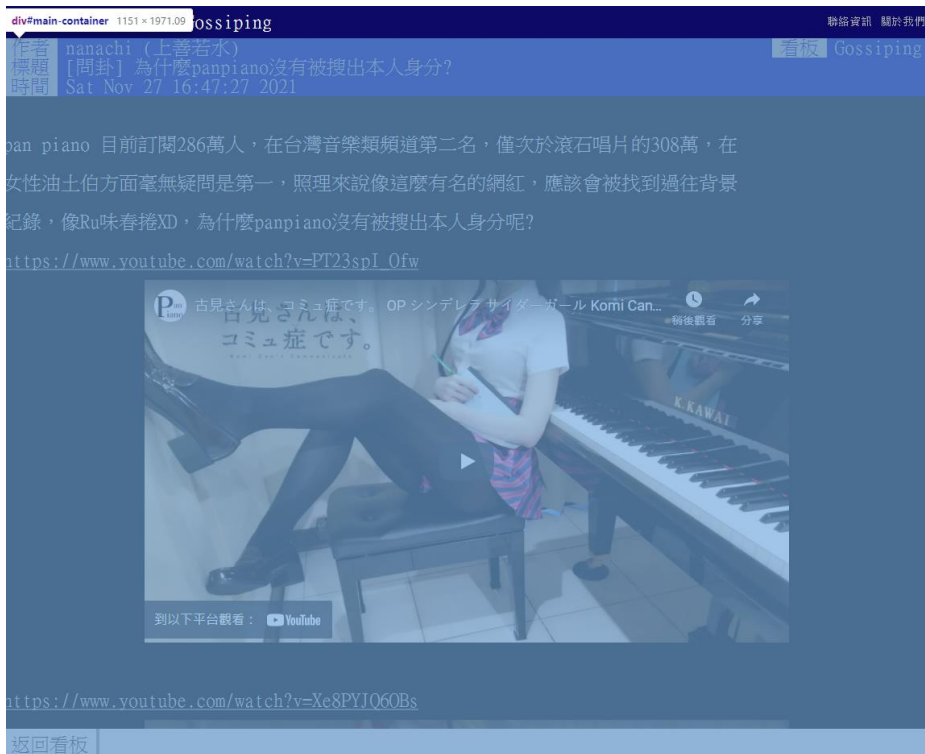 div#main-container 1151 × 1971.09
Gossiping
聯絡資訊 關於我們
作者 nanachi (上善若水)
看板 Gossiping
標題 [問卦] 為什麼panpiano沒有被搜出本人身分?
時間 Sat Nov 27 16:47:27 2021
pan piano 目前訂閱286萬人，在台灣音樂類頻道第二名，僅次於滾石唱片的308萬，在
女性油土伯方面毫無疑問是第一，照理來說像這麼有名的網紅，應該會被找到過往背景
紀錄，像Ru味春捲XD，為什麼panpiano沒有被搜出本人身分呢?
https://www.youtube.com/watch?v=PT23spI_Ofw
Pan Piano
古見さんは、コミュ症です。 OP シンデレラ サイダーガール Komi Can...
稍後觀看 分享
古見さんは、
コミュ症です。
Komi Can't Communicate
K.KAWAI
到以下平台觀看： YouTube
https://www.youtube.com/watch?v=Xe8PYJQ6OBs
返回看板